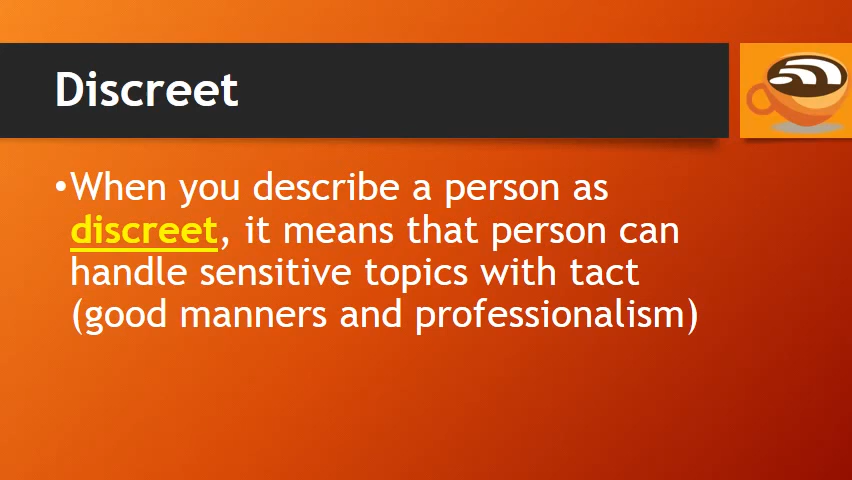 Discreet
•When you describe a person as
discreet, it means that person can
handle sensitive topics with tact
(good manners and professionalism)